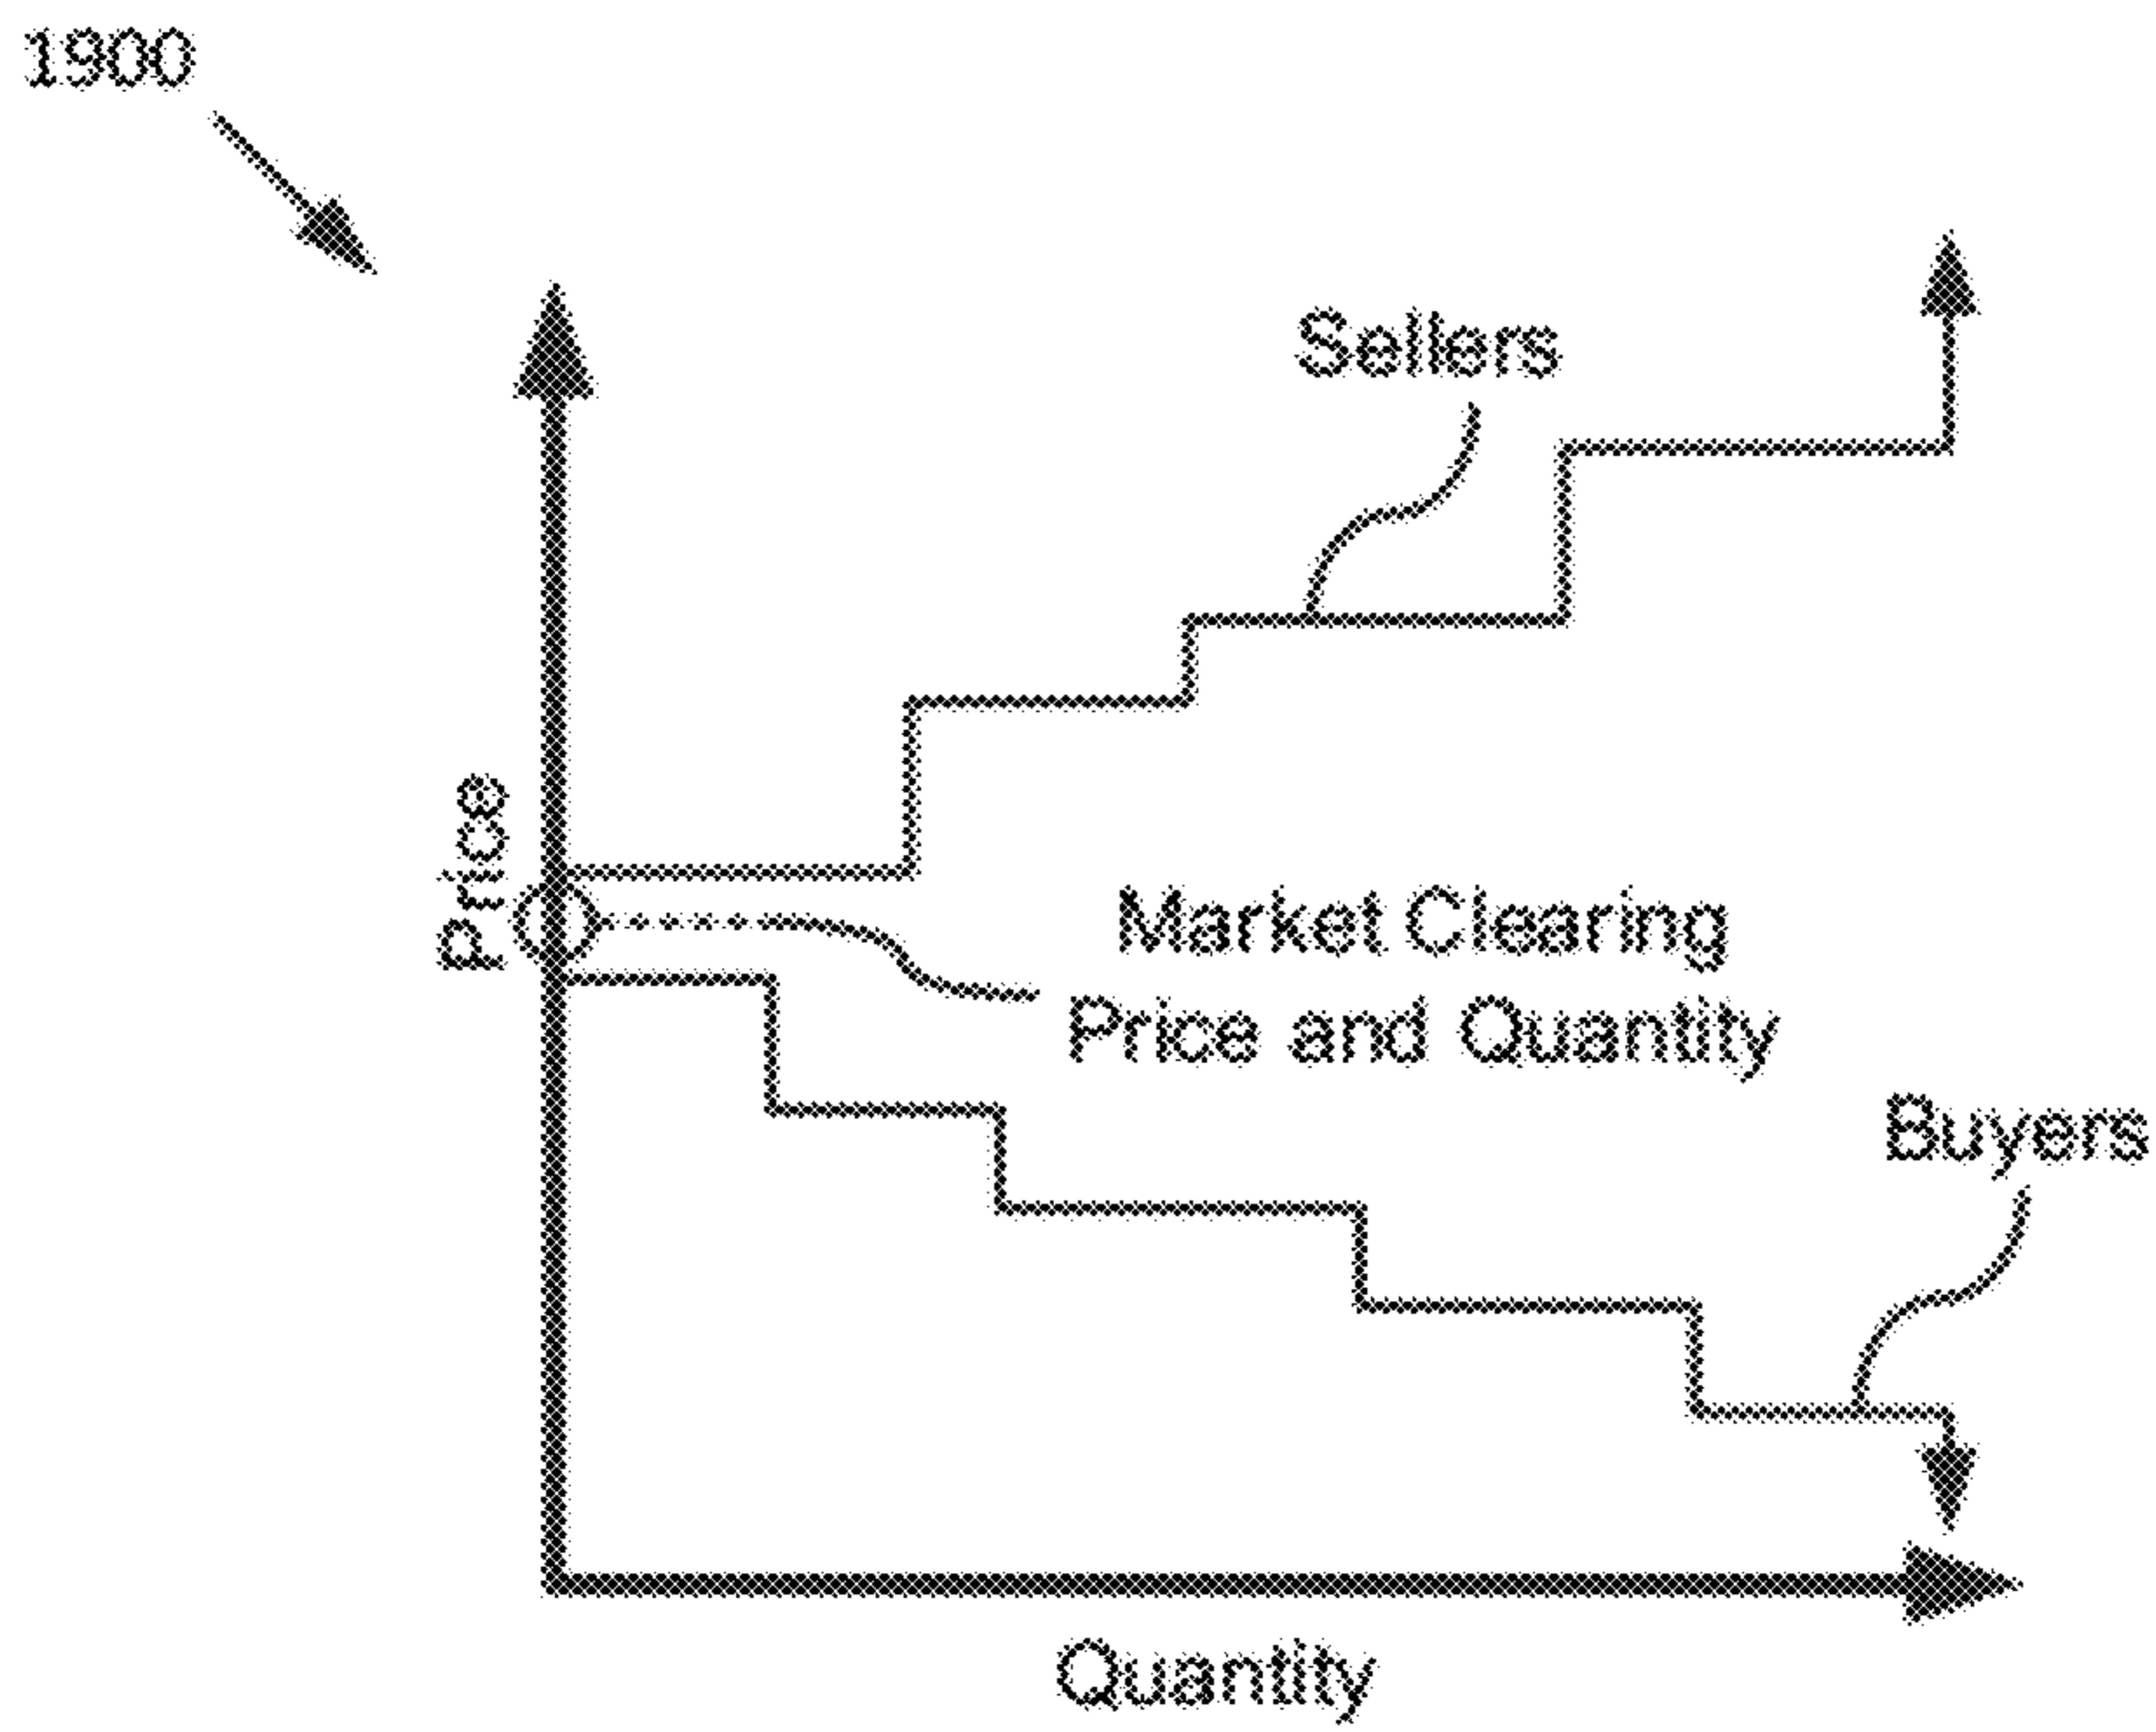 1900
Sellers
Price
Market Clearing
Price and Quantity
Buyers
Quantity